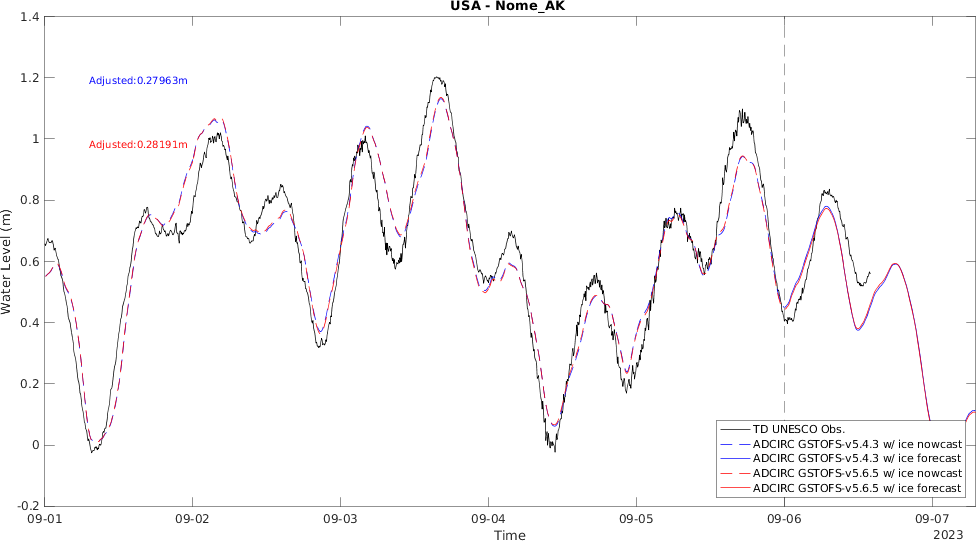 USA - Nome_AK
1.4
1.2
1
0.8
0.6
0.4
0.2
0
-0.2
Water Level (m)
Adjusted:0.27963m
Adjusted:0.28191m
TD UNESCO Obs.
ADCIRC GSTOFS-v5.4.3 w/ ice nowcast
ADCIRC GSTOFS-v5.4.3 w/ ice forecast
ADCIRC GSTOFS-v5.6.5 w/ ice nowcast
ADCIRC GSTOFS-v5.6.5 w/ ice forecast
09-01 09-02 09-03 09-04 09-05 09-06 09-07
Time
2023